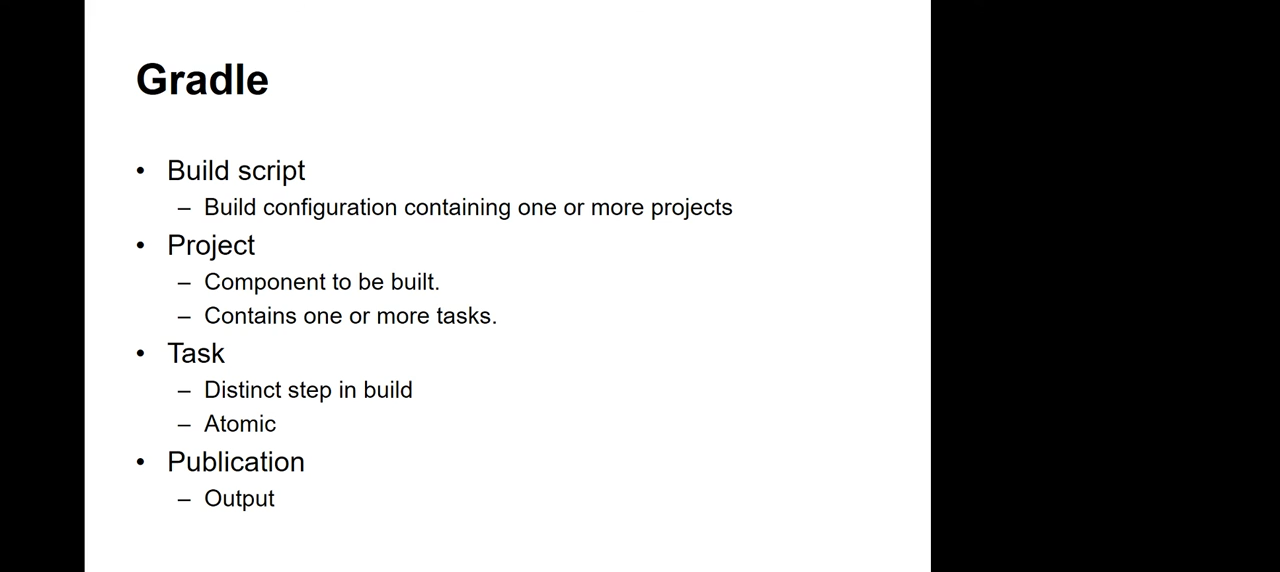 Gradle
• Build script
– Build configuration containing one or more projects
• Project
– Component to be built.
– Contains one or more tasks.
• Task
– Distinct step in build
– Atomic
• Publication
– Output